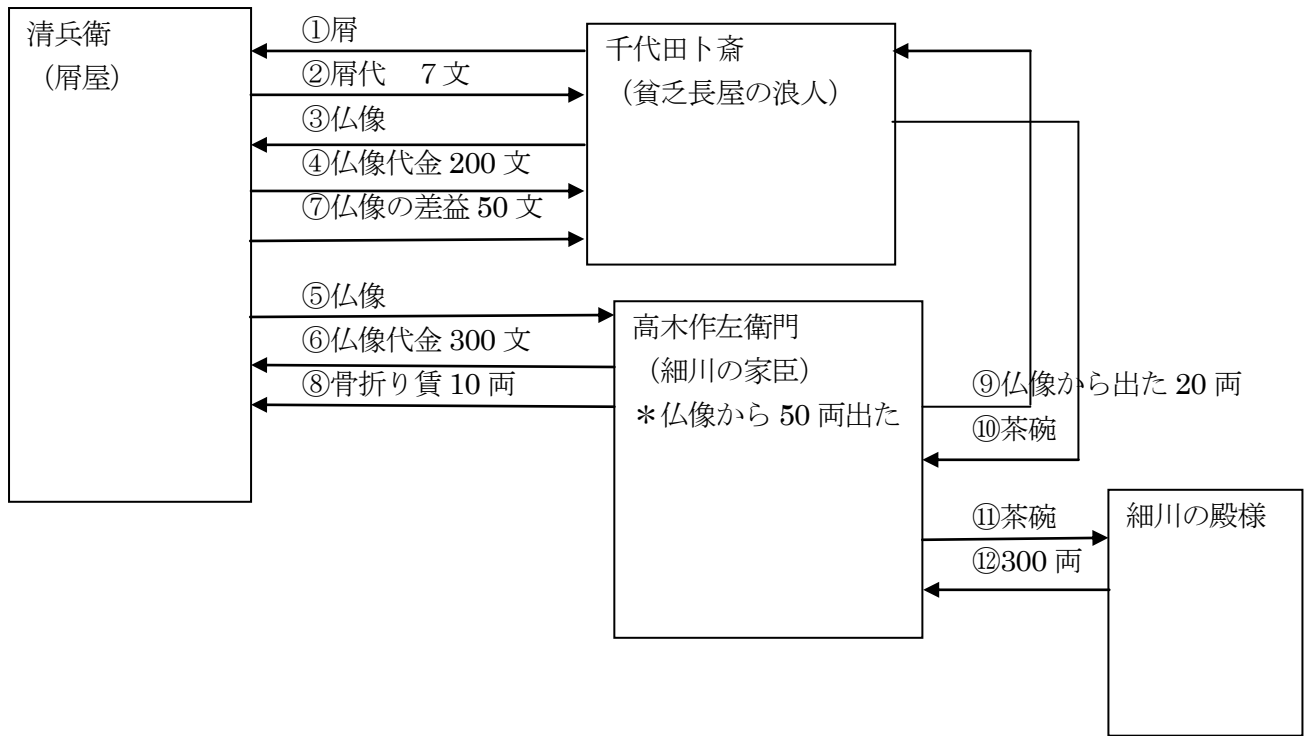 清兵衛
（屑屋）
①屑
②屑代　７文
③仏像
④仏像代金 200 文
⑦仏像の差益 50 文
千代田卜斎
（貧乏長屋の浪人）
⑤仏像
⑥仏像代金 300 文
⑧骨折り賃 10 両
高木作左衛門
（細川の家臣）
＊仏像から 50 両出た
⑨仏像から出た 20 両
⑩茶碗
⑪茶碗
⑫300 両
細川の殿様